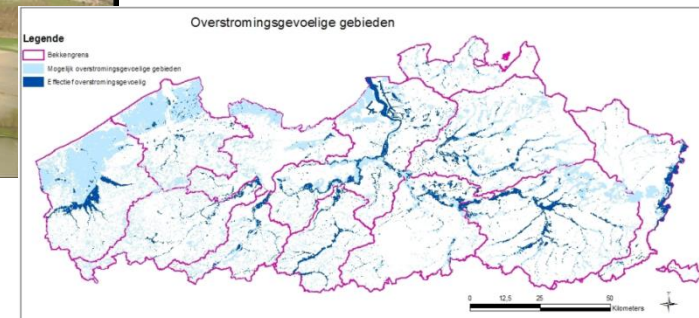 Overstromingsgevoelige gebieden
Legende
Bekkengrens
Mogelijk overstromingsgevoelige gebieden
Effectief overstromingsgevoelig
0 12,5 25 50
Kilometers